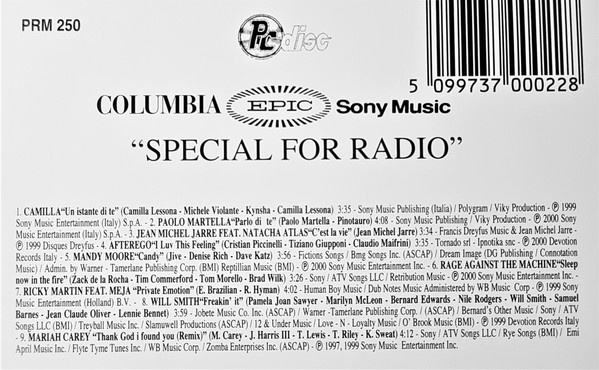 PRM 250
Pic disc
5 099737 000228
COLUMBIA EPIC Sony Music
“SPECIAL FOR RADIO”
1. CAMILLA“Un istante di te” (Camilla Lessona - Michele Violante - Kynsha - Camilla Lessona) 3:35 - Sony Music Publishing (Italia) / Polygram / Viky Production - ℗ 1999
Sony Music Entertainment (Italy) S.p.A. - 2. PAOLO MARTELLA“Parlo di te” (Paolo Martella - Pinotauro) 4:08 - Sony Music Publishing / Viky Production - ℗ 2000 Sony
Music Entertainment (Italy) S.p.A. - 3. JEAN MICHEL JARRE FEAT. NATACHA ATLAS“C'est la vie” (Jean Michel Jarre) 3:34 - Francis Dreyfus Music & Jean Michel Jarre -
℗ 1999 Disques Dreyfus - 4. AFTEREGO“I Luv This Feeling” (Cristian Piccinelli - Tiziano Giupponi - Claudio Maifrini) 3:35 - Tornado srl - Ipnotika snc - ℗ 2000 Devotion
Records Italy - 5. MANDY MOORE“Candy” (Jive - Denise Rich - Dave Katz) 3:56 - Fictions Song / Bmg Songs Inc. (ASCAP) / Dream Image (DG Publishing / Connotation
Music) / Admin. by Warner - Tamerlane Publishing Corp. (BMI) Reptillian Music (BMI) - ℗ 2000 Sony Music Entertainment Inc. - 6. RAGE AGAINST THE MACHINE“Sleep
now in the fire” (Zack de la Rocha - Tim Commerford - Tom Morello - Brad Wilk) 3:25 - Sony / ATV Songs LLC / Retribution Music - ℗ 2000 Sony Music Entertainment Inc. -
7. RICKY MARTIN FEAT. MEJA “Private Emotion” (E. Brazilian - R. Hyman) 4:02 - Human Boy Music / Dub Notes Music Administered by WB Music Corp - ℗ 1999 Sony
Music Entertainment (Holland) B.V. - 8. WILL SMITH“Freakin' it” (Pamela Joan Sawyer - Marilyn McLeon - Bernard Edwards - Nile Rodgers - Will Smith - Samuel
Barnes - Jean Claude Oliver - Lennie Bennet) 3:59 - Jobete Music Co. Inc. (ASCAP) / Warner -Tamerlane Publishing Corp. (BMI) / Bernard's Other Music / Sony / ATV
Songs LLC (BMI) / Treyball Music Inc. / Slamuwell Productions (ASCAP) / 12 & Under Music / Love - N - Loyalty Music / O' Brook Music (BMI) - ℗ 1999 Devotion Records Italy
- 9. MARIAH CAREY “Thank God i found you (Remix)” (M. Carey - J. Harris III - T. Lewis - T. Riley - K. Sweat) 4:12 - Sony / ATV Songs LLC / Rye Songs (BMI) / Emi
April Music Inc. / Flyte Tyme Tunes Inc. / WB Music Corp. / Zomba Enterprises Inc. (ASCAP) - ℗ 1997, 1999 Sony Music Entertainment Inc.